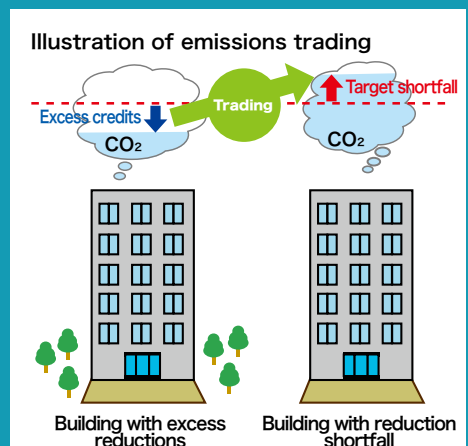 Illustration of emissions trading
Trading
Target shortfall
Excess credits
CO₂
CO₂
Building with excess
reductions
Building with reduction
shortfall